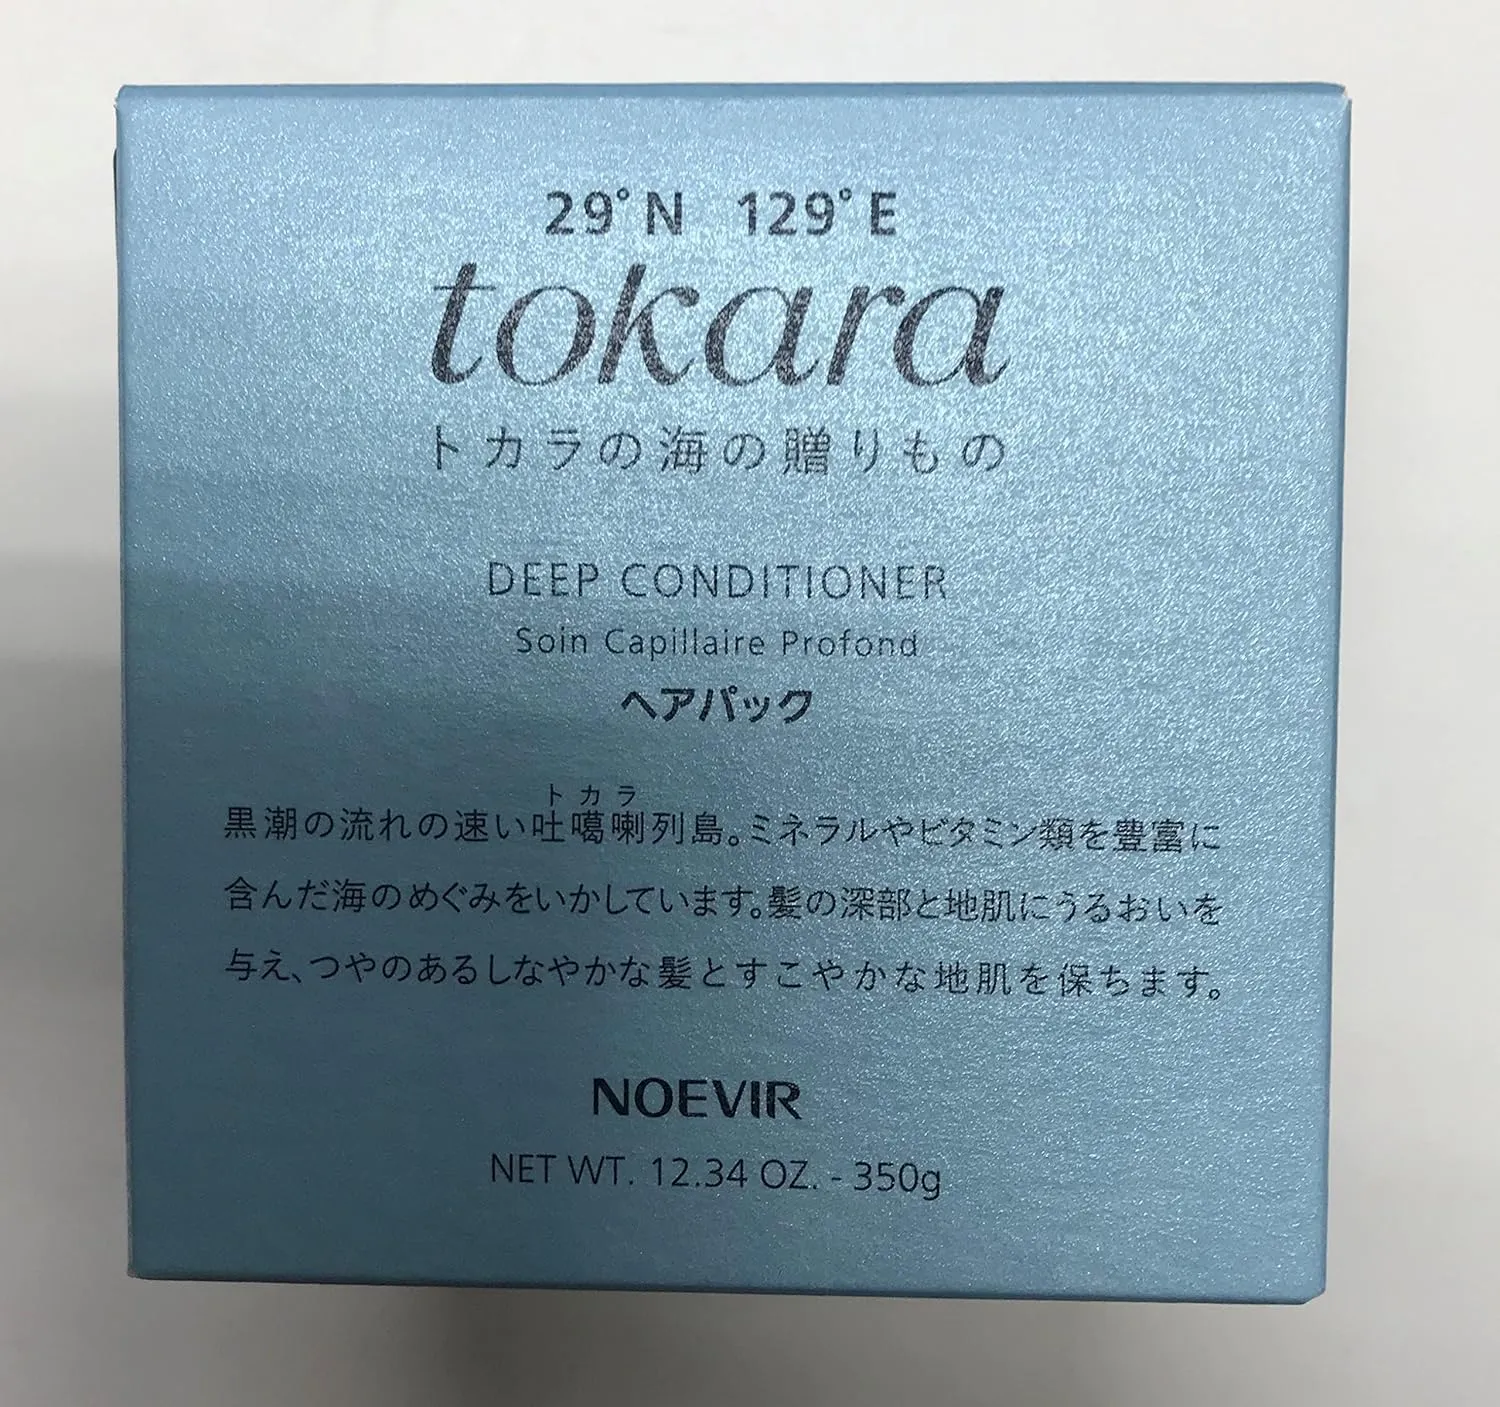 29°N 129°E
tokara
トカラの海の贈りもの
DEEP CONDITIONER
Soin Capillaire Profond
ヘアパック
トカラ
黒潮の流れの速い吐噶喇列島。ミネラルやビタミン類を豊富に
含んだ海のめぐみをいかしています。髪の深部と地肌にうるおいを
与え、つやのあるしなやかな髪とすこやかな地肌を保ちます。
NOEVIR
NET WT. 12.34 OZ. - 350g